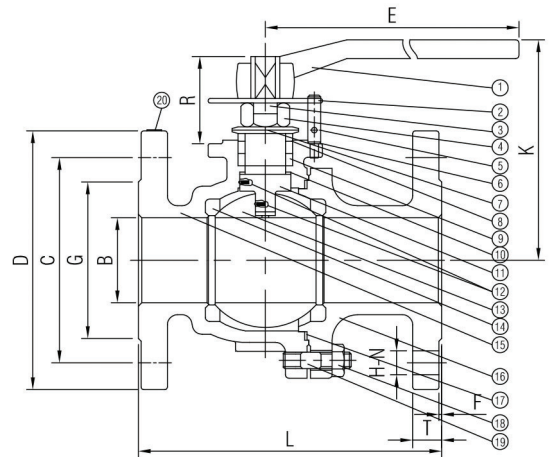 E
①
②
③
④
⑤
⑥
⑦
⑧
⑨
⑩
⑪
⑫
⑬
⑭
⑮
⑯
⑰
⑱
⑲
⑳
R
K
D
C
G
B
H-N
F
T
L